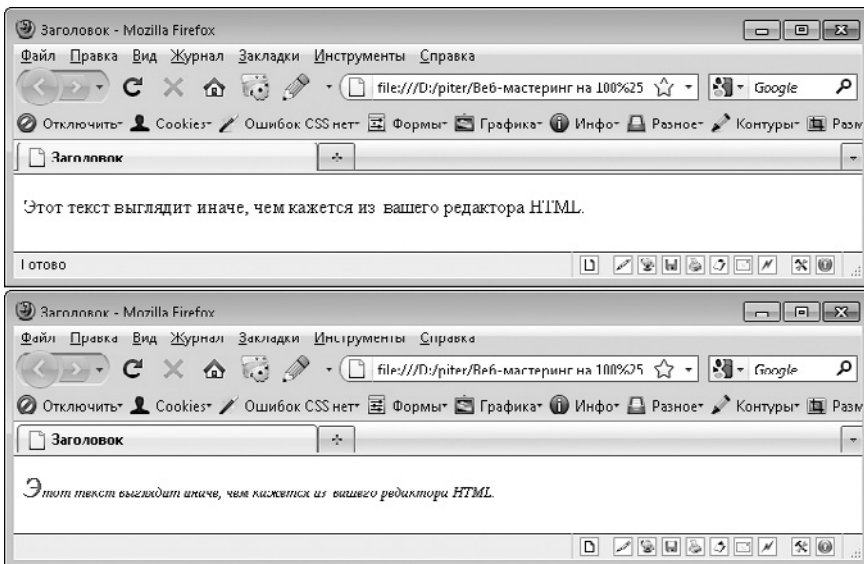 Заголовок - Mozilla Firefox
Файл Правка Вид Журнал Закладки Инструменты Справка
file:///D:/piter/Веб-мастеринг на 100%25 Google
Отключить Cookies Ошибок CSS нет Формы Графика Инфо Разное Контуры Разм
Заголовок
Этот текст выглядит иначе, чем кажется из вашего редактора HTML.
Готово
Заголовок - Mozilla Firefox
Файл Правка Вид Журнал Закладки Инструменты Справка
file:///D:/piter/Веб-мастеринг на 100%25 Google
Отключить Cookies Ошибок CSS нет Формы Графика Инфо Разное Контуры Разм
Заголовок
Этот текст выглядит иначе, чем кажется из вашего редактора HTML.